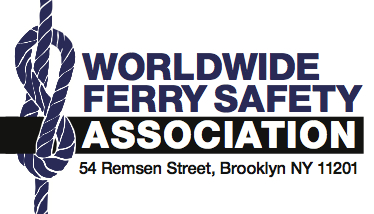 WORLDWIDE
FERRY SAFETY
ASSOCIATION
54 Remsen Street, Brooklyn NY 11201